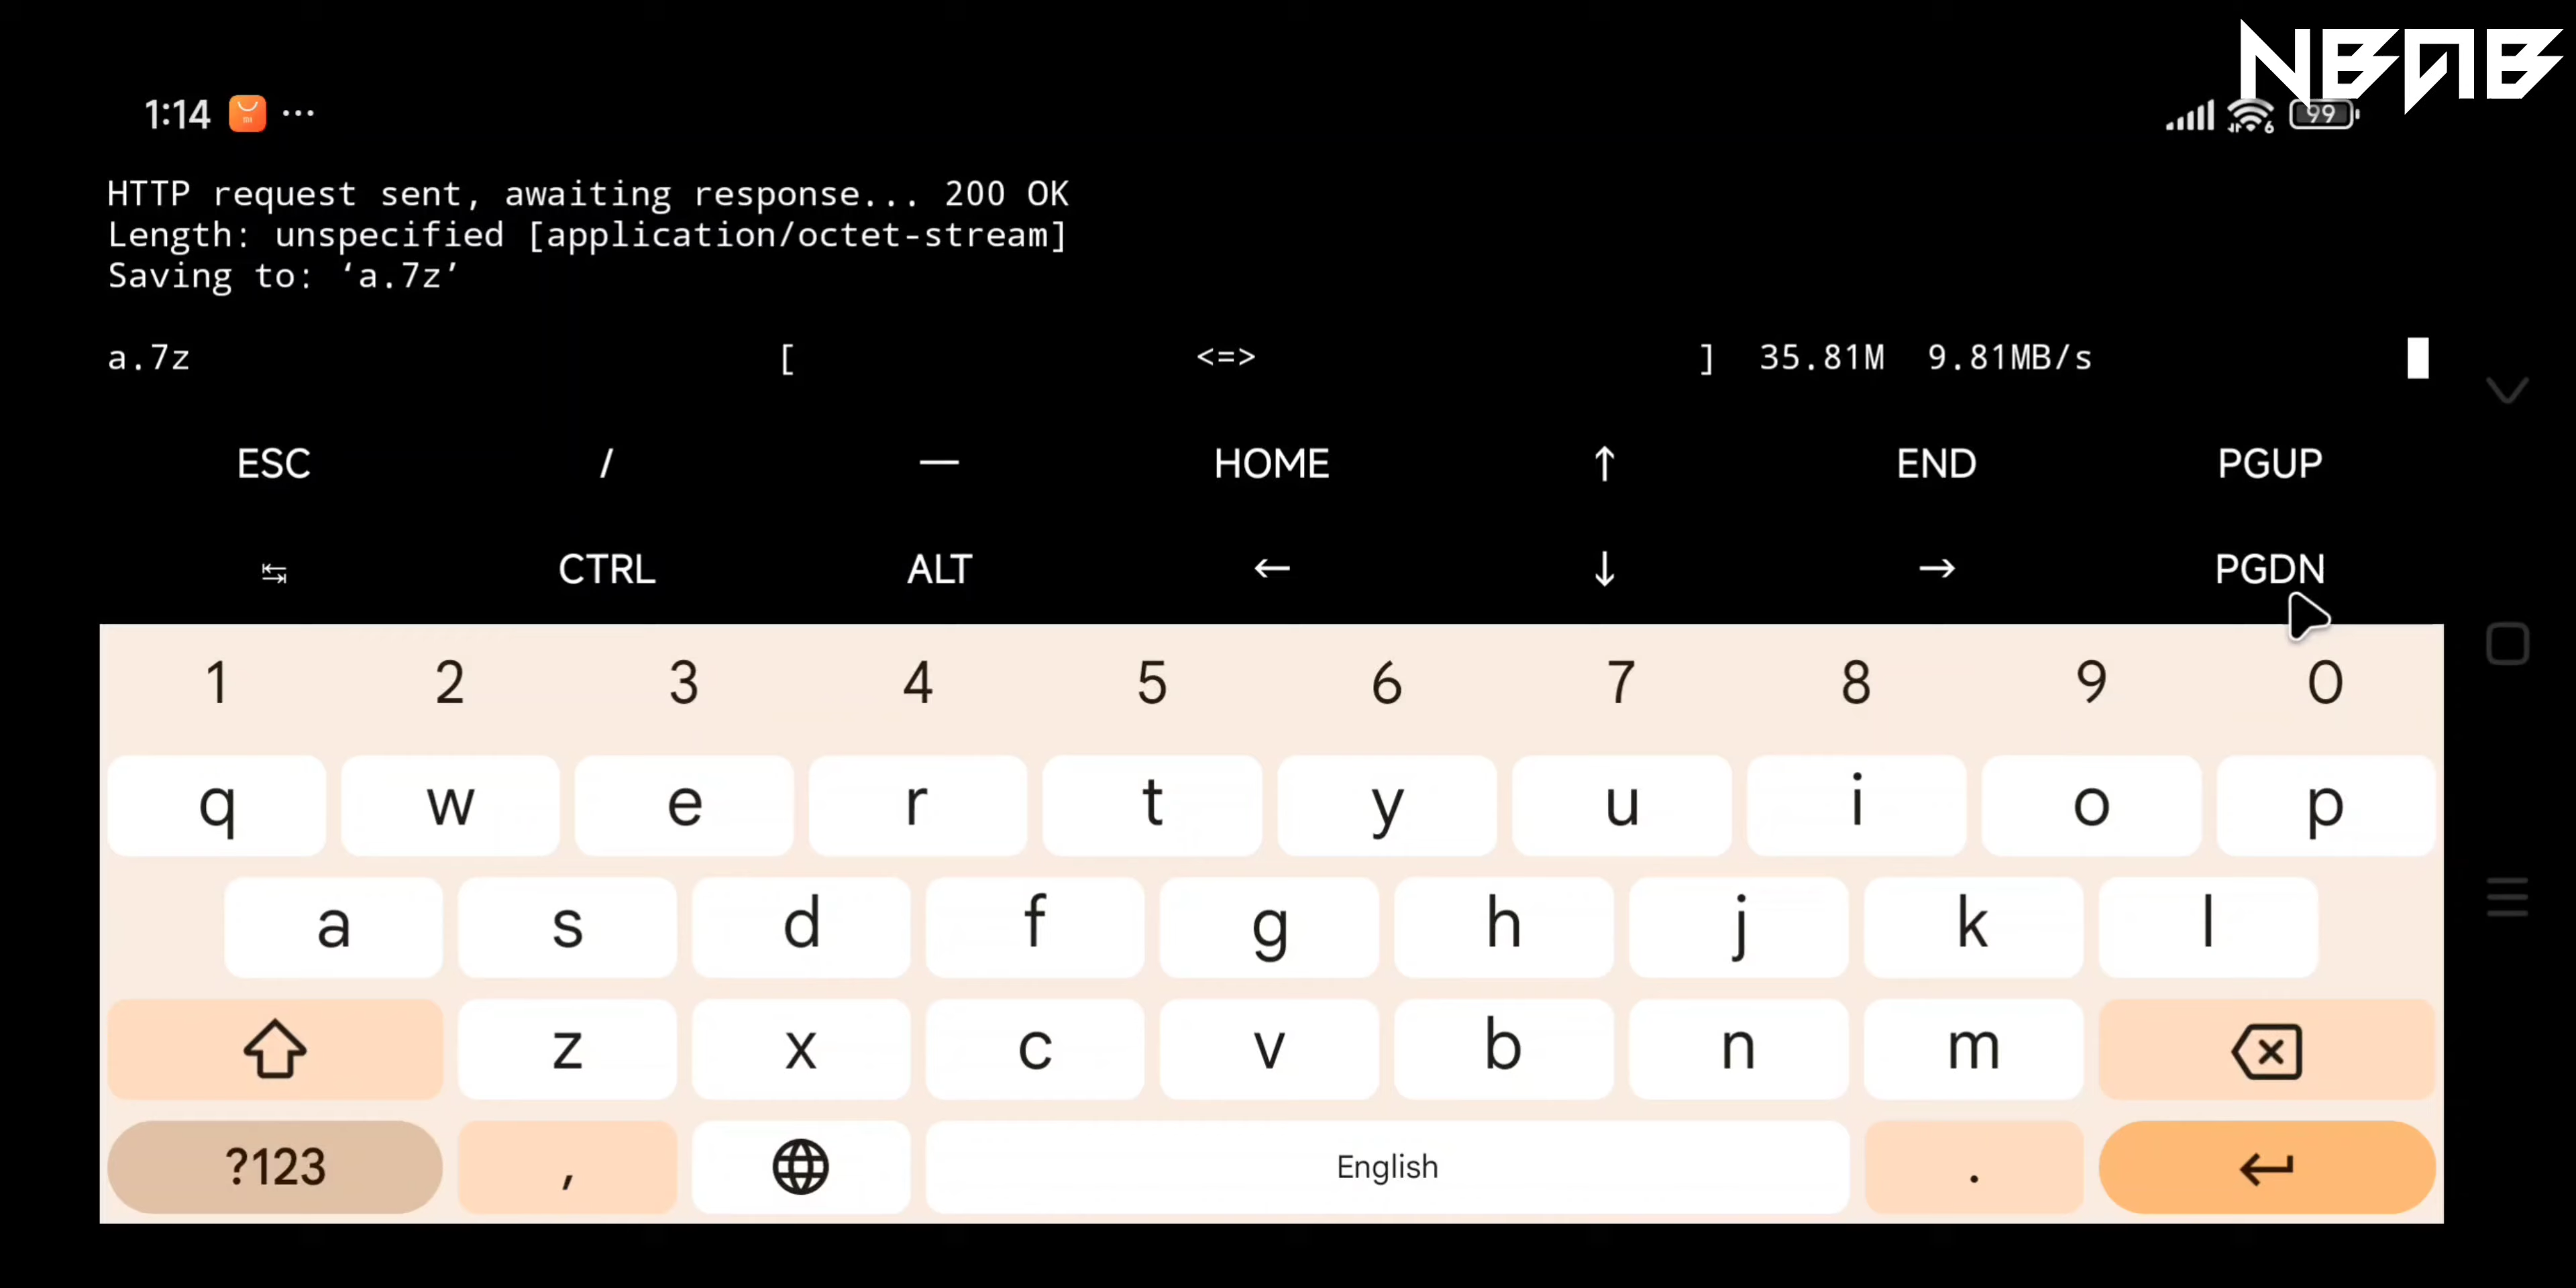 NBAB
1:14 ...
99
HTTP request sent, awaiting response... 200 OK
Length: unspecified [application/octet-stream]
Saving to: ‘a.7z’
a.7z [ <=> ] 35.81M 9.81MB/s
ESC / — HOME ↑ END PGUP
↹ CTRL ALT ← ↓ → PGDN
1 2 3 4 5 6 7 8 9 0
q w e r t y u i o p
a s d f g h j k l
z x c v b n m
?123 , English .